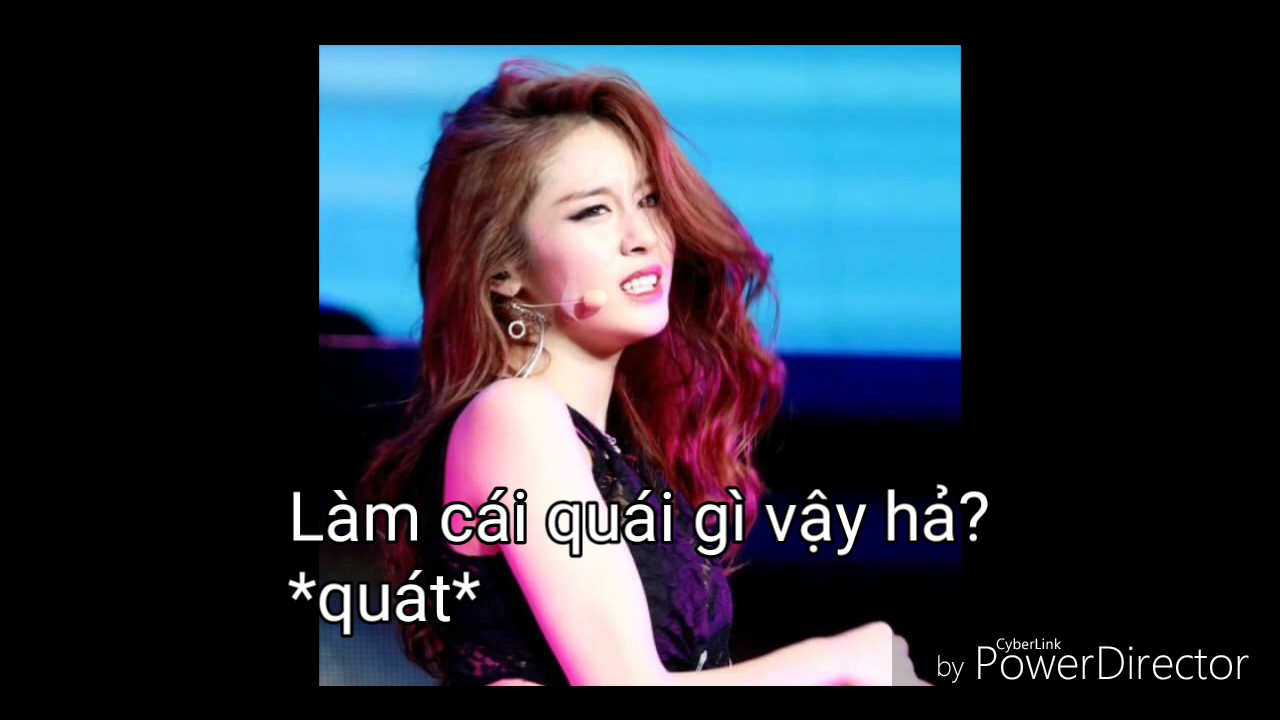 Làm cái quái gì vậy hả?
*quát*
CyberLink
by PowerDirector